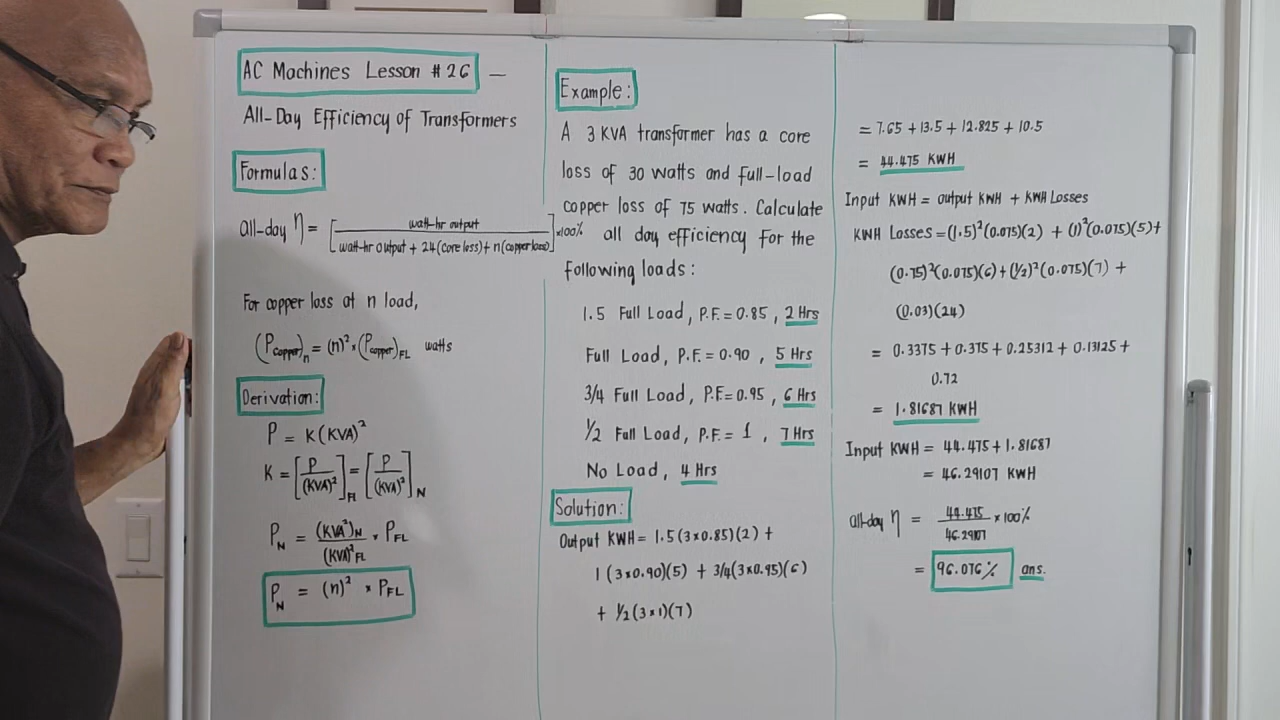 AC Machines Lesson #26 —
All-Day Efficiency of Transformers
Formulas:
all-day η = [ watt-hr output / watt-hr output + 24(core loss) + n(copper loss) ] ×100%
For copper loss at n load,
(Pcopper)n = (n)² × (Pcopper)FL watts
Derivation:
P = K(KVA)²
K = [P/(KVA)²]Fl = [P/(KVA)²]N
PN = (KVA²)N/(KVA)²FL × PFL
PN = (n)² × PFL
Example:
A 3 KVA transformer has a core
loss of 30 watts and full-load
copper loss of 75 watts. Calculate
all day efficiency for the
following loads:
1.5 Full Load, P.F. = 0.85, 2 Hrs
Full Load, P.F. = 0.90, 5 Hrs
3/4 Full Load, P.F. = 0.95, 6 Hrs
1/2 Full Load, P.F. = 1, 7 Hrs
No Load, 4 Hrs
Solution:
Output KWH = 1.5(3×0.85)(2) +
1(3×0.90)(5) + 3/4(3×0.95)(6)
+ 1/2(3×1)(7)
= 7.65 + 13.5 + 12.825 + 10.5
= 44.475 KWH
Input KWH = output KWH + KWH Losses
KWH Losses = (1.5)²(0.075)(2) + (1)²(0.075)(5)+
(0.75)²(0.075)(6) + (1/2)²(0.075)(7) +
(0.03)(24)
= 0.3375 + 0.375 + 0.25312 + 0.13125 +
0.72
= 1.81687 KWH
Input KWH = 44.475 + 1.81687
= 46.29107 KWH
all-day η = 44.475/46.29107 ×100%
= 96.076% ans.